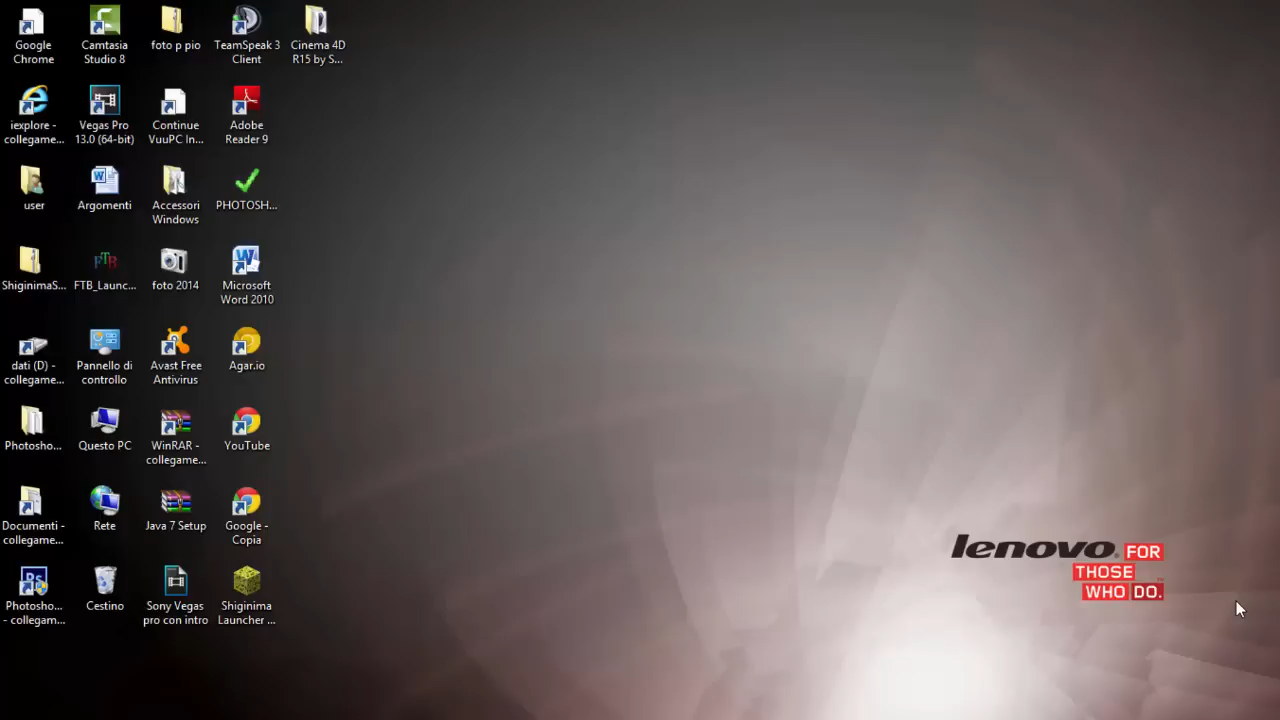 Google
Chrome
Camtasia
Studio 8
foto p pio
TeamSpeak 3
Client
Cinema 4D
R15 by S...
iexplore -
collegame...
Vegas Pro
13.0 (64-bit)
Continue
VuuPC In...
Adobe
Reader 9
user
Argomenti
Accessori
Windows
PHOTOSH...
ShiginimaS...
FTB
FTB_Launc...
foto 2014
Microsoft
Word 2010
dati (D) -
collegame...
Pannello di
controllo
Avast Free
Antivirus
Agar.io
Photosho...
Questo PC
WinRAR -
collegame...
YouTube
Documenti -
collegame...
Rete
Java 7 Setup
Google -
Copia
Ps
Photosho...
- collegam...
Cestino
Sony Vegas
pro con intro
Shiginima
Launcher ...
lenovo FOR
THOSE
WHO DO.